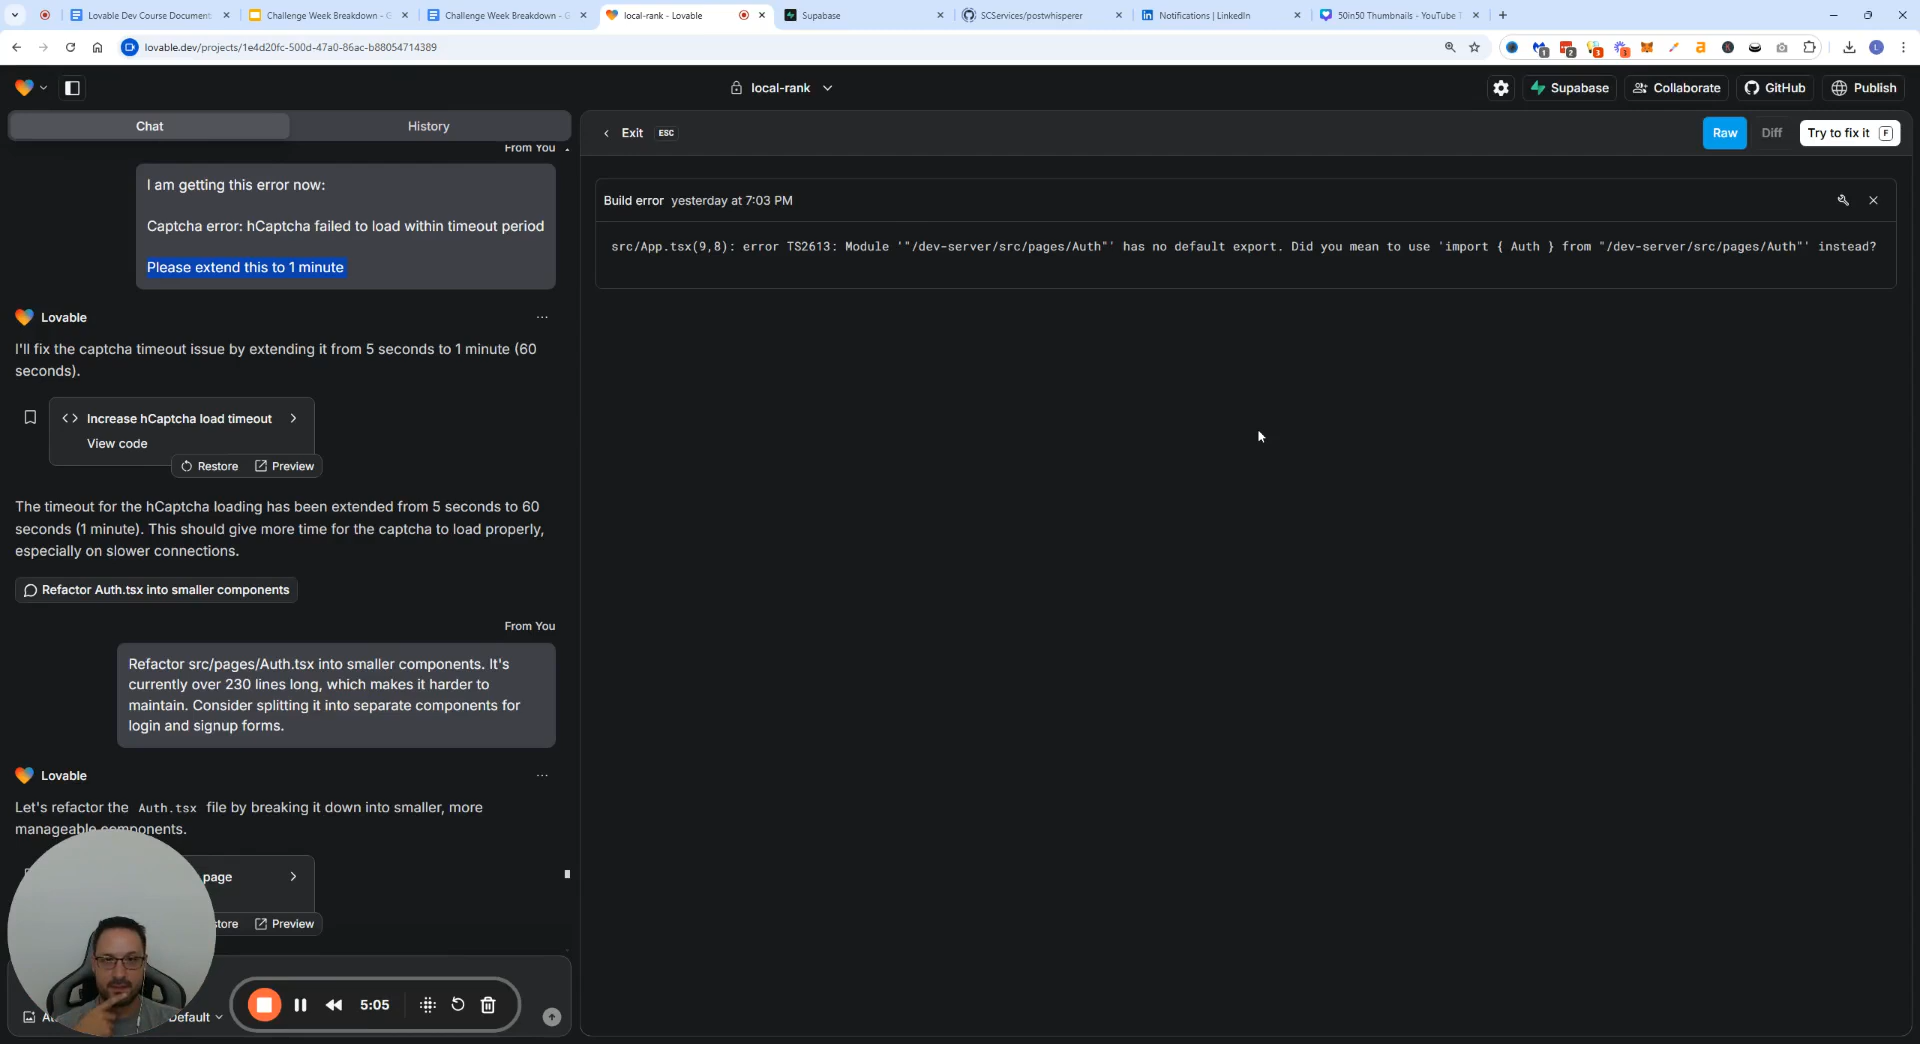 Lovable Dev Course Document
Challenge Week Breakdown - G
Challenge Week Breakdown - G
local-rank - Lovable
Supabase
SCServices/postwhisperer
Notifications | LinkedIn
50in50 Thumbnails - YouTube T
lovable.dev/projects/1e4d20fc-500d-47a0-86ac-b88054714389
1
2
3
3
a
L
local-rank
Supabase
Collaborate
GitHub
Publish
Chat
History
Exit ESC
Raw
Diff
Try to fix it F
From You
I am getting this error now:
Captcha error: hCaptcha failed to load within timeout period
Please extend this to 1 minute
Build error yesterday at 7:03 PM
src/App.tsx(9,8): error TS2613: Module '"/dev-server/src/pages/Auth"' has no default export. Did you mean to use 'import { Auth } from "/dev-server/src/pages/Auth"' instead?
Lovable
I'll fix the captcha timeout issue by extending it from 5 seconds to 1 minute (60
seconds).
Increase hCaptcha load timeout
View code
Restore
Preview
The timeout for the hCaptcha loading has been extended from 5 seconds to 60
seconds (1 minute). This should give more time for the captcha to load properly,
especially on slower connections.
Refactor Auth.tsx into smaller components
From You
Refactor src/pages/Auth.tsx into smaller components. It's
currently over 230 lines long, which makes it harder to
maintain. Consider splitting it into separate components for
login and signup forms.
Lovable
Let's refactor the Auth.tsx file by breaking it down into smaller, more
manageable components.
page
store
Preview
5:05
Default